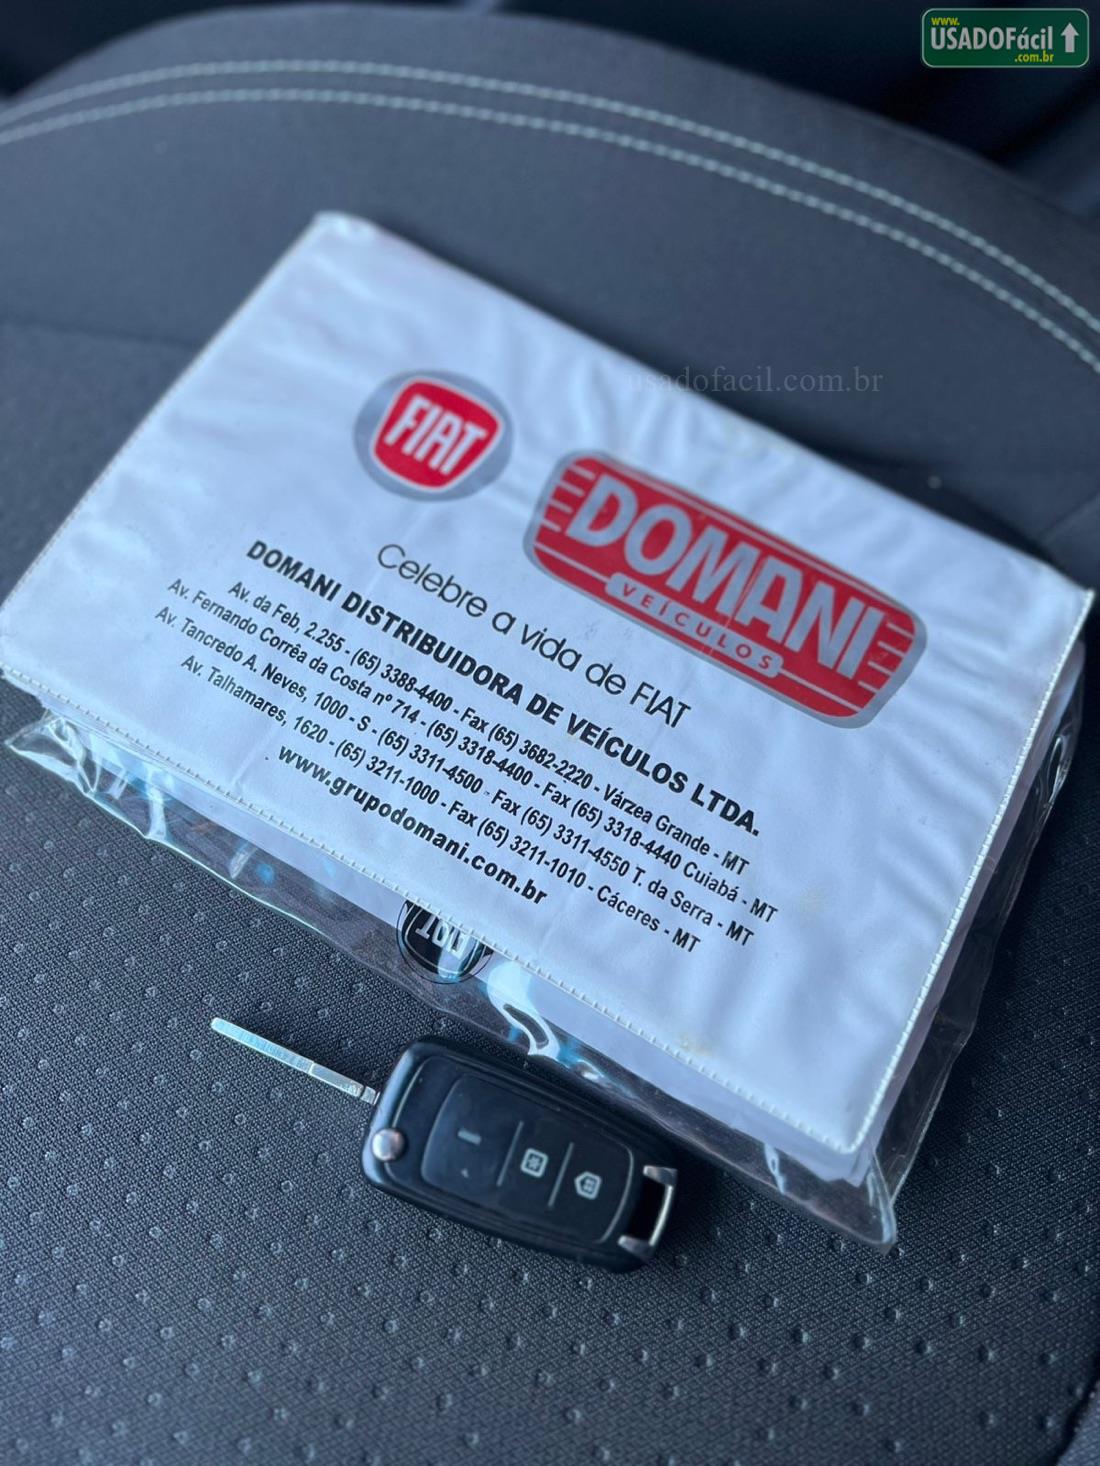 www.
USADOFácil
.com.br
usadofacil.com.br
FIAT
DOMANI
VEÍCULOS
Celebre a vida de FIAT
DOMANI DISTRIBUIDORA DE VEÍCULOS LTDA.
Av. da Feb, 2.255 - (65) 3388-4400 - Fax (65) 3682-2220 - Várzea Grande - MT
Av. Fernando Corrêa da Costa nº 714 - (65) 3318-4400 - Fax (65) 3318-4440 Cuiabá - MT
Av. Tancredo A. Neves, 1000 - S - (65) 3311-4500 - Fax (65) 3311-4550 T. da Serra - MT
Av. Talhamares, 1620 - (65) 3211-1000 - Fax (65) 3211-1010 - Cáceres - MT
www.grupodomani.com.br